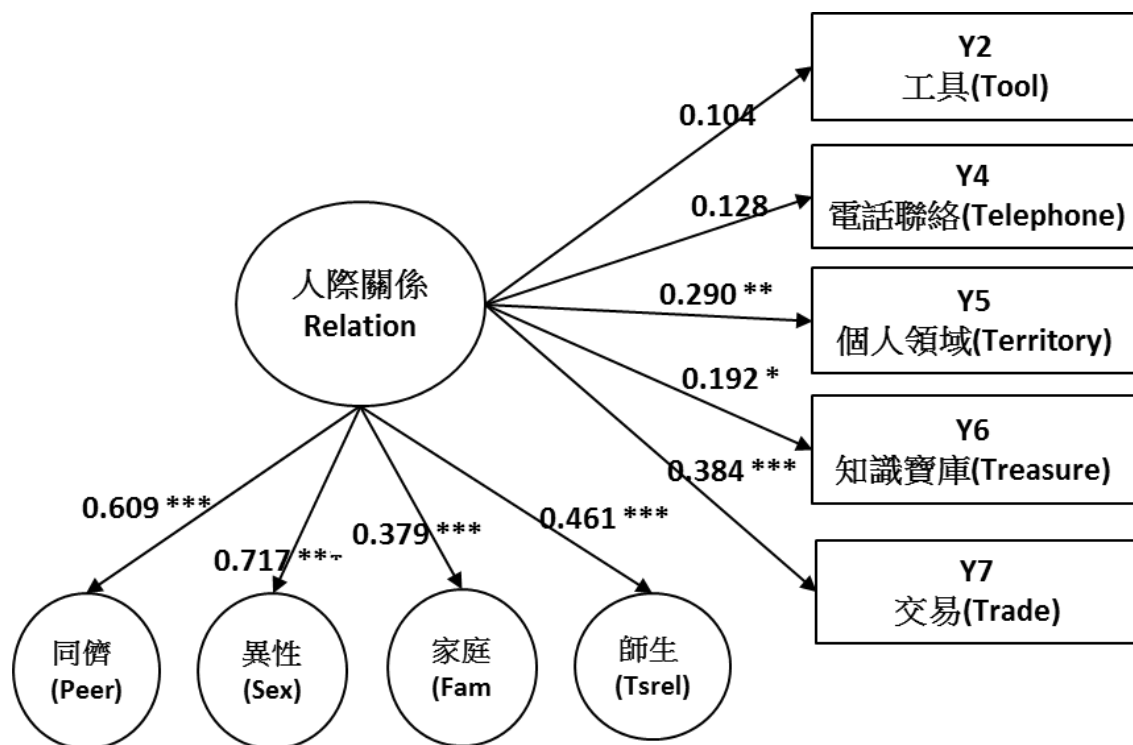 Y2
工具(Tool)
0.104
Y4
電話聯絡(Telephone)
0.128
人際關係
Relation
0.290 **
Y5
個人領域(Territory)
0.192 *
Y6
知識寶庫(Treasure)
0.384 ***
0.609 ***
0.717 ***
0.379 ***
0.461 ***
Y7
交易(Trade)
同儕
(Peer)
異性
(Sex)
家庭
(Fam
師生
(Tsrel)